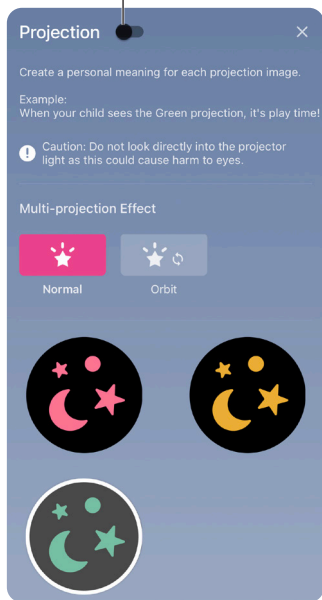 Projection
Create a personal meaning for each projection image.
Example:
When your child sees the Green projection, it's play time!
Caution: Do not look directly into the projector
light as this could cause harm to eyes.
Multi-projection Effect
Normal
Orbit